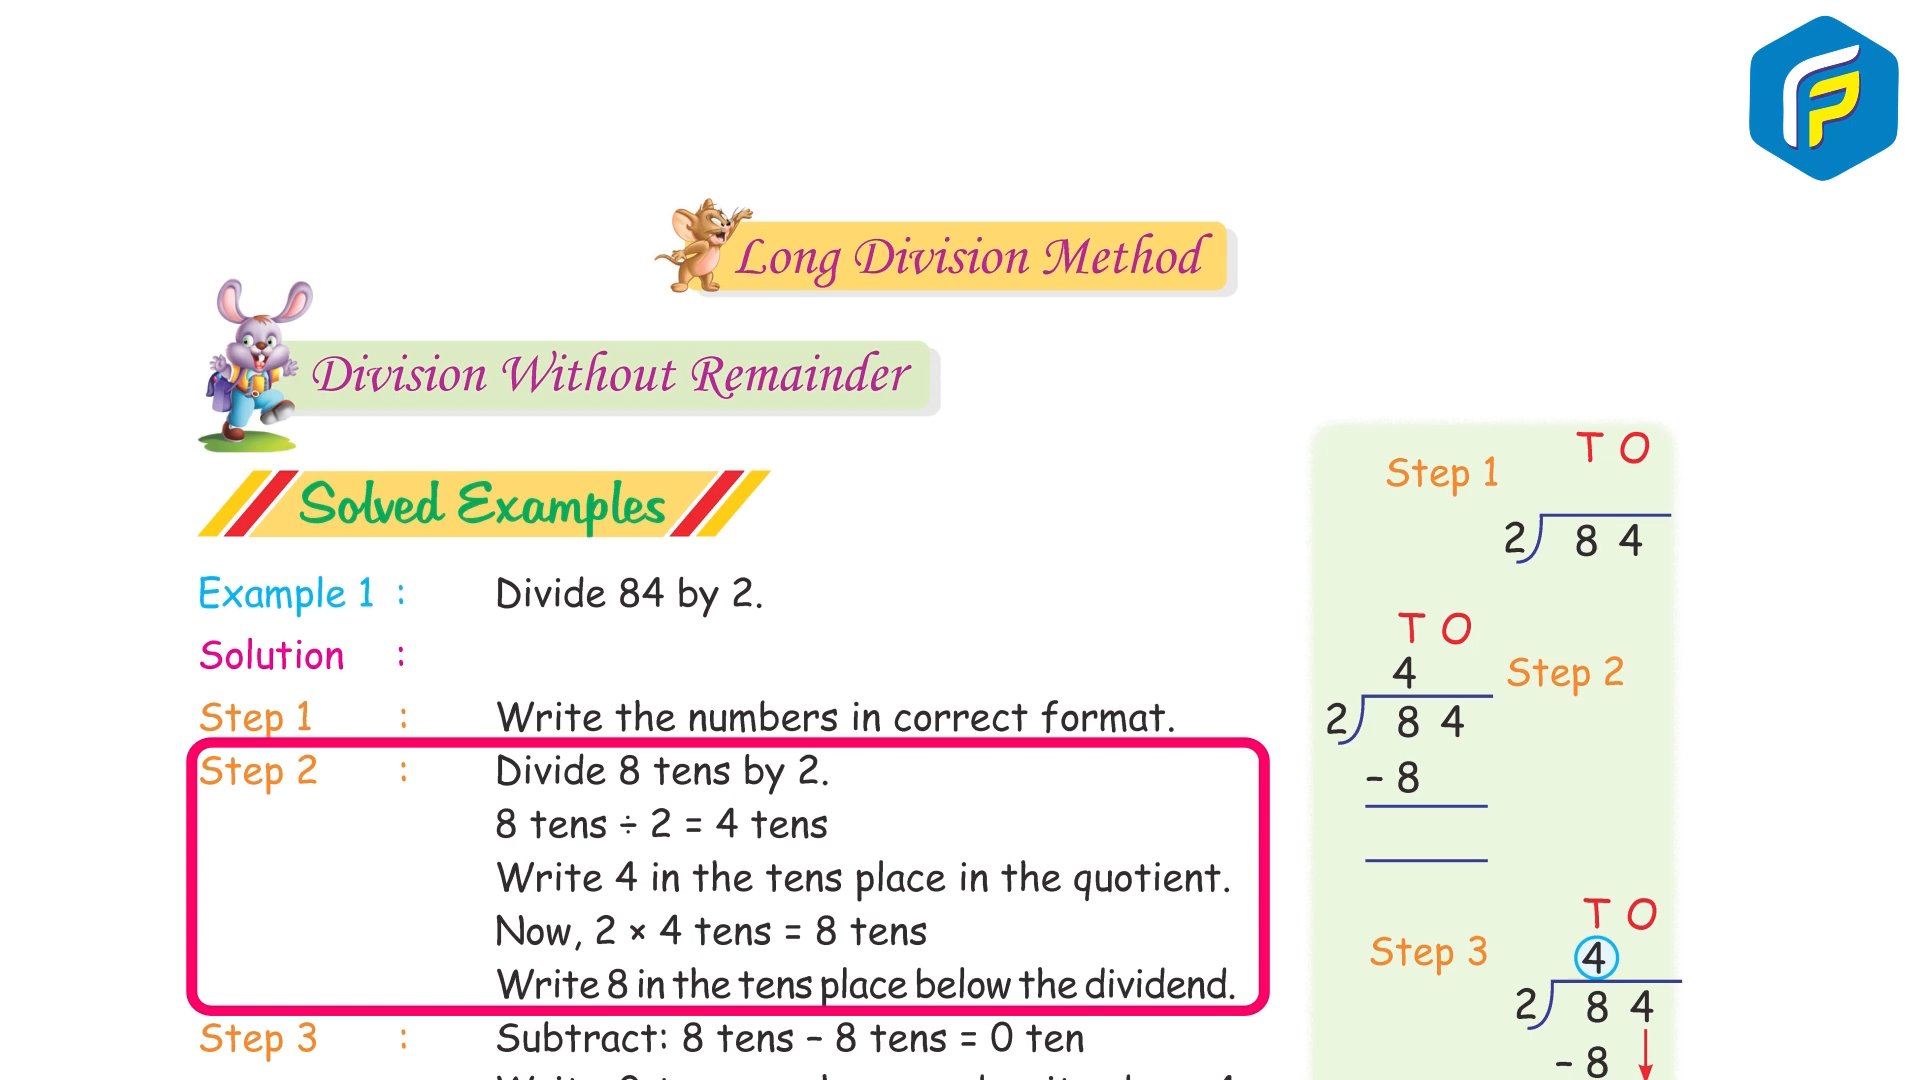 Long Division Method
Division Without Remainder
Solved Examples
Example 1 : Divide 84 by 2.
Solution :
Step 1 : Write the numbers in correct format.
Step 2 : Divide 8 tens by 2.
8 tens ÷ 2 = 4 tens
Write 4 in the tens place in the quotient.
Now, 2 × 4 tens = 8 tens
Write 8 in the tens place below the dividend.
Step 3 : Subtract: 8 tens – 8 tens = 0 ten
T O
Step 1
2 8 4
T O
4 Step 2
2 8 4
– 8
T O
Step 3 4
2 8 4
– 8